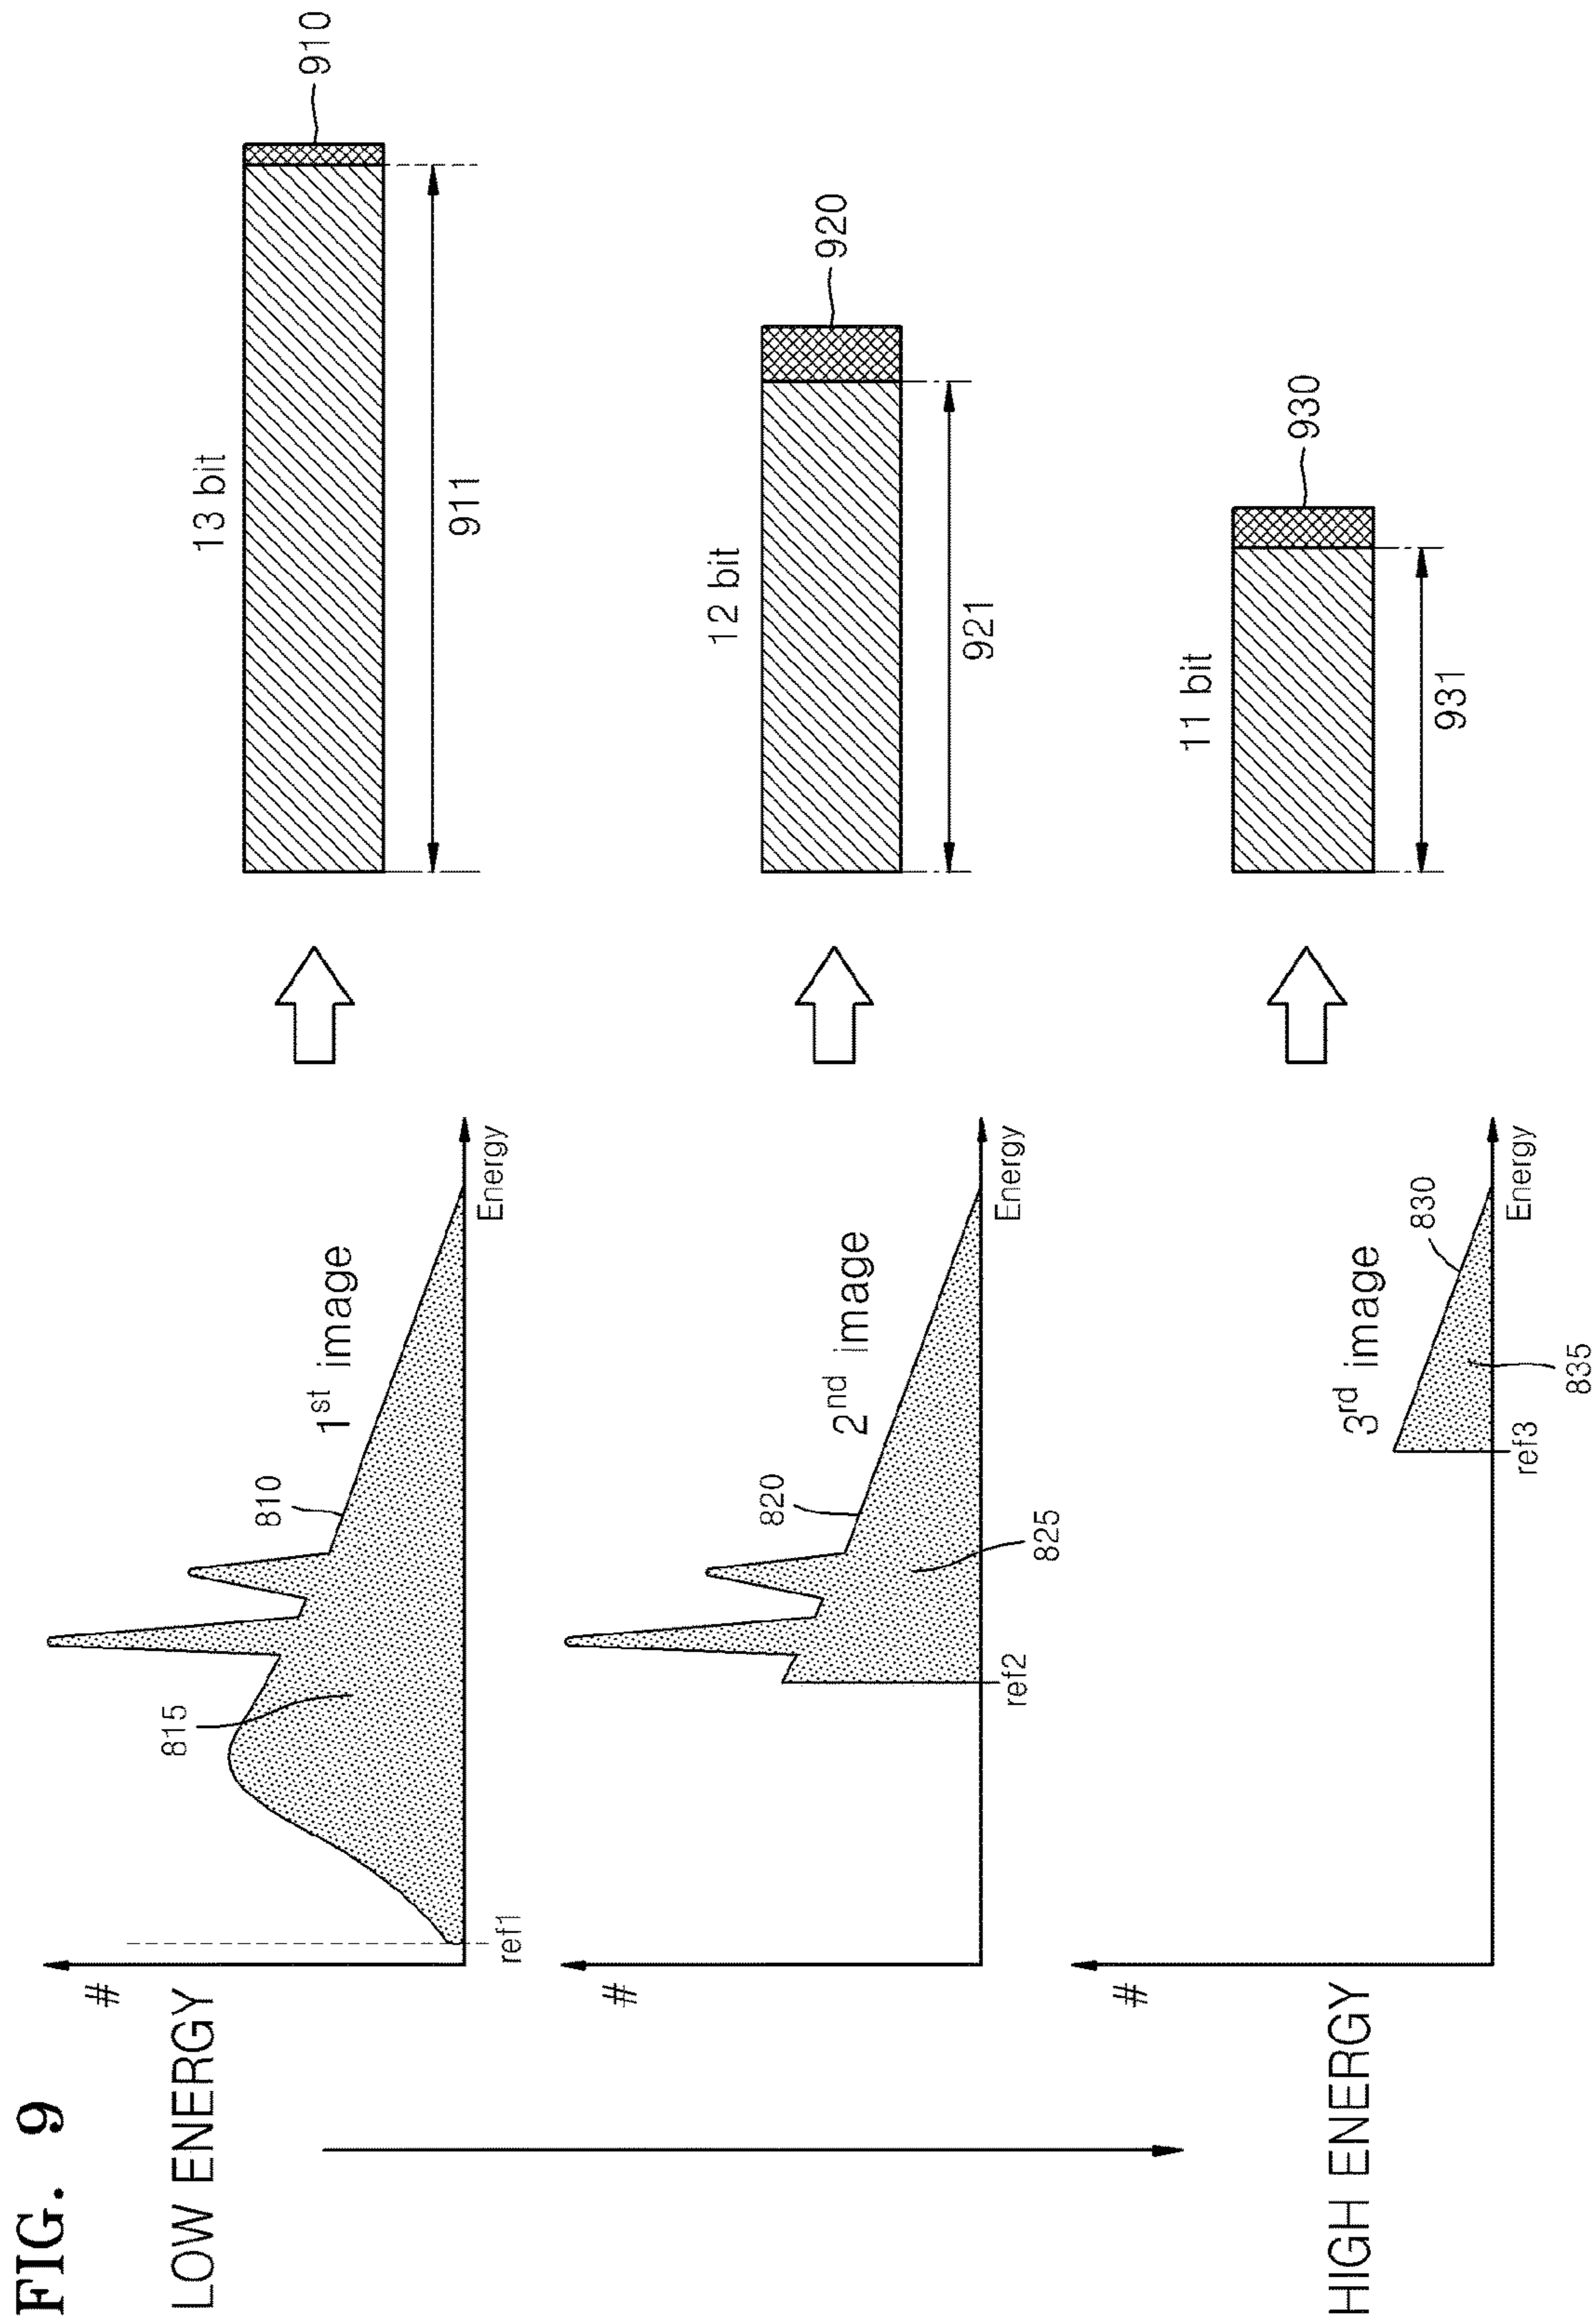 FIG. 9
LOW ENERGY
HIGH ENERGY
#
810
815
1st image
ref1
Energy
13 bit
910
911
#
820
825
2nd image
ref2
Energy
12 bit
920
921
#
830
835
3rd image
ref3
Energy
11 bit
930
931